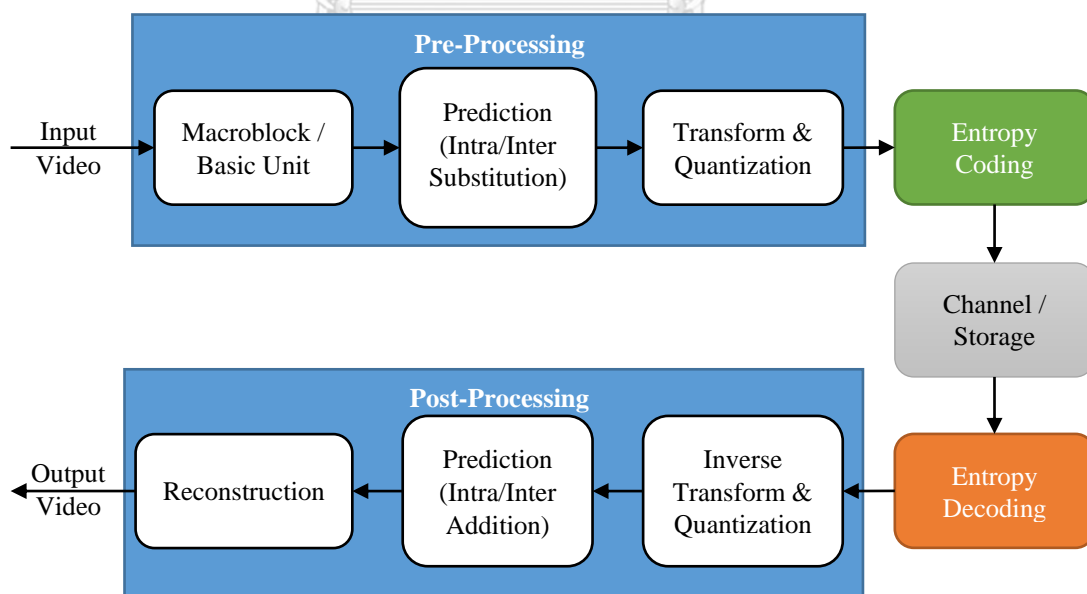 Pre-Processing
Input
Video
Macroblock /
Basic Unit
Prediction
(Intra/Inter
Substitution)
Transform &
Quantization
Entropy
Coding
Channel /
Storage
Entropy
Decoding
Post-Processing
Inverse
Transform &
Quantization
Prediction
(Intra/Inter
Addition)
Reconstruction
Output
Video